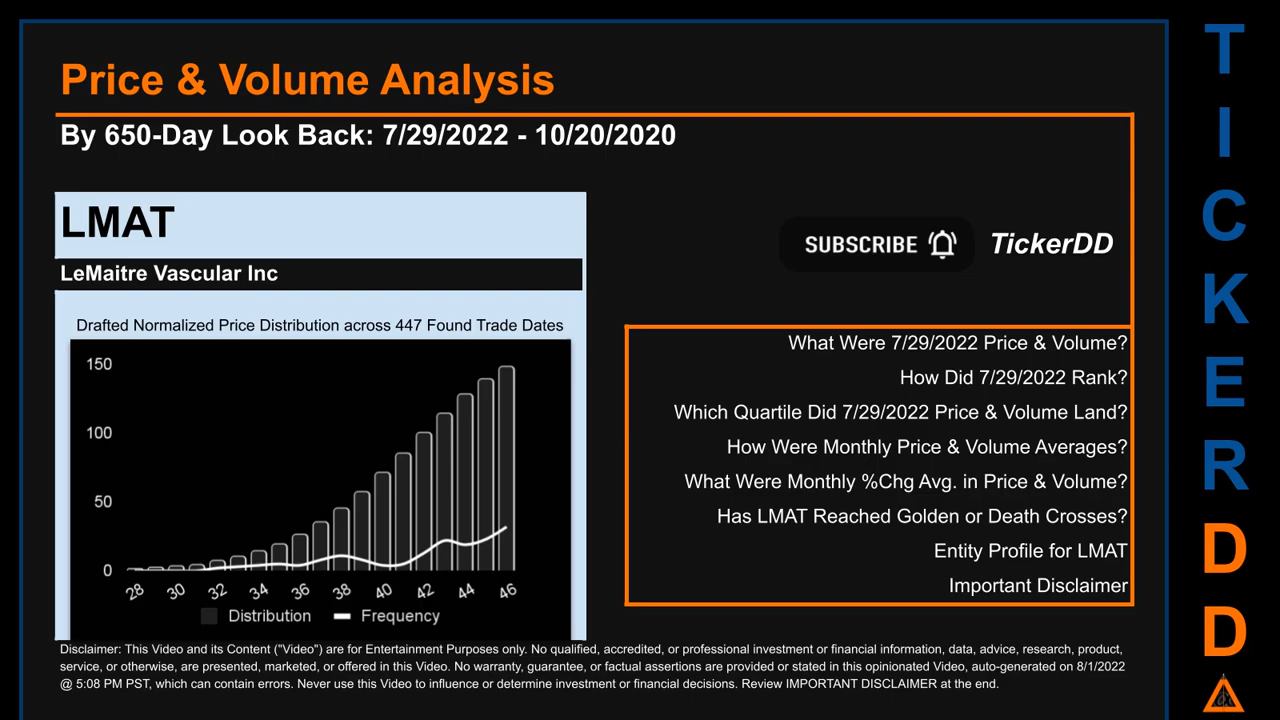 Price & Volume Analysis
By 650-Day Look Back: 7/29/2022 - 10/20/2020
LMAT
LeMaitre Vascular Inc
Drafted Normalized Price Distribution across 447 Found Trade Dates
150
100
50
0
28 30 32 34 36 38 40 42 44 46
Distribution Frequency
SUBSCRIBE TickerDD
What Were 7/29/2022 Price & Volume?
How Did 7/29/2022 Rank?
Which Quartile Did 7/29/2022 Price & Volume Land?
How Were Monthly Price & Volume Averages?
What Were Monthly %Chg Avg. in Price & Volume?
Has LMAT Reached Golden or Death Crosses?
Entity Profile for LMAT
Important Disclaimer
Disclaimer: This Video and its Content ("Video") are for Entertainment Purposes only. No qualified, accredited, or professional investment or financial information, data, advice, research, product,
service, or otherwise, are presented, marketed, or offered in this Video. No warranty, guarantee, or factual assertions are provided or stated in this opinionated Video, auto-generated on 8/1/2022
@ 5:08 PM PST, which can contain errors. Never use this Video to influence or determine investment or financial decisions. Review IMPORTANT DISCLAIMER at the end.
T
I
C
K
E
R
D
D